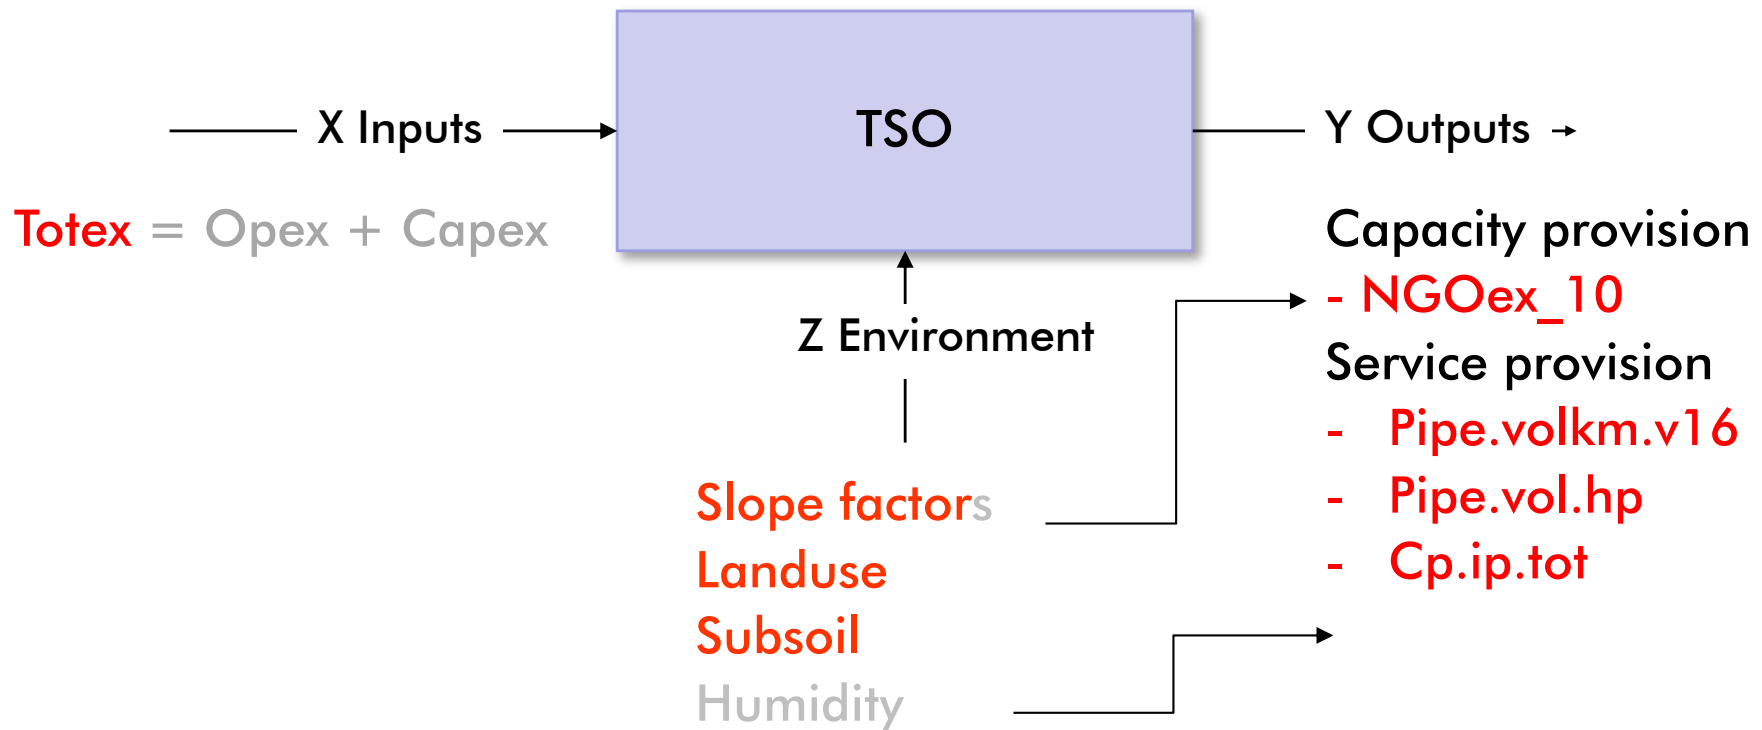 X Inputs
TSO
Y Outputs
Totex = Opex + Capex
Capacity provision
- NGOex_10
Z Environment
Service provision
- Pipe.volkm.v16
- Pipe.vol.hp
- Cp.ip.tot
Slope factors
Landuse
Subsoil
Humidity